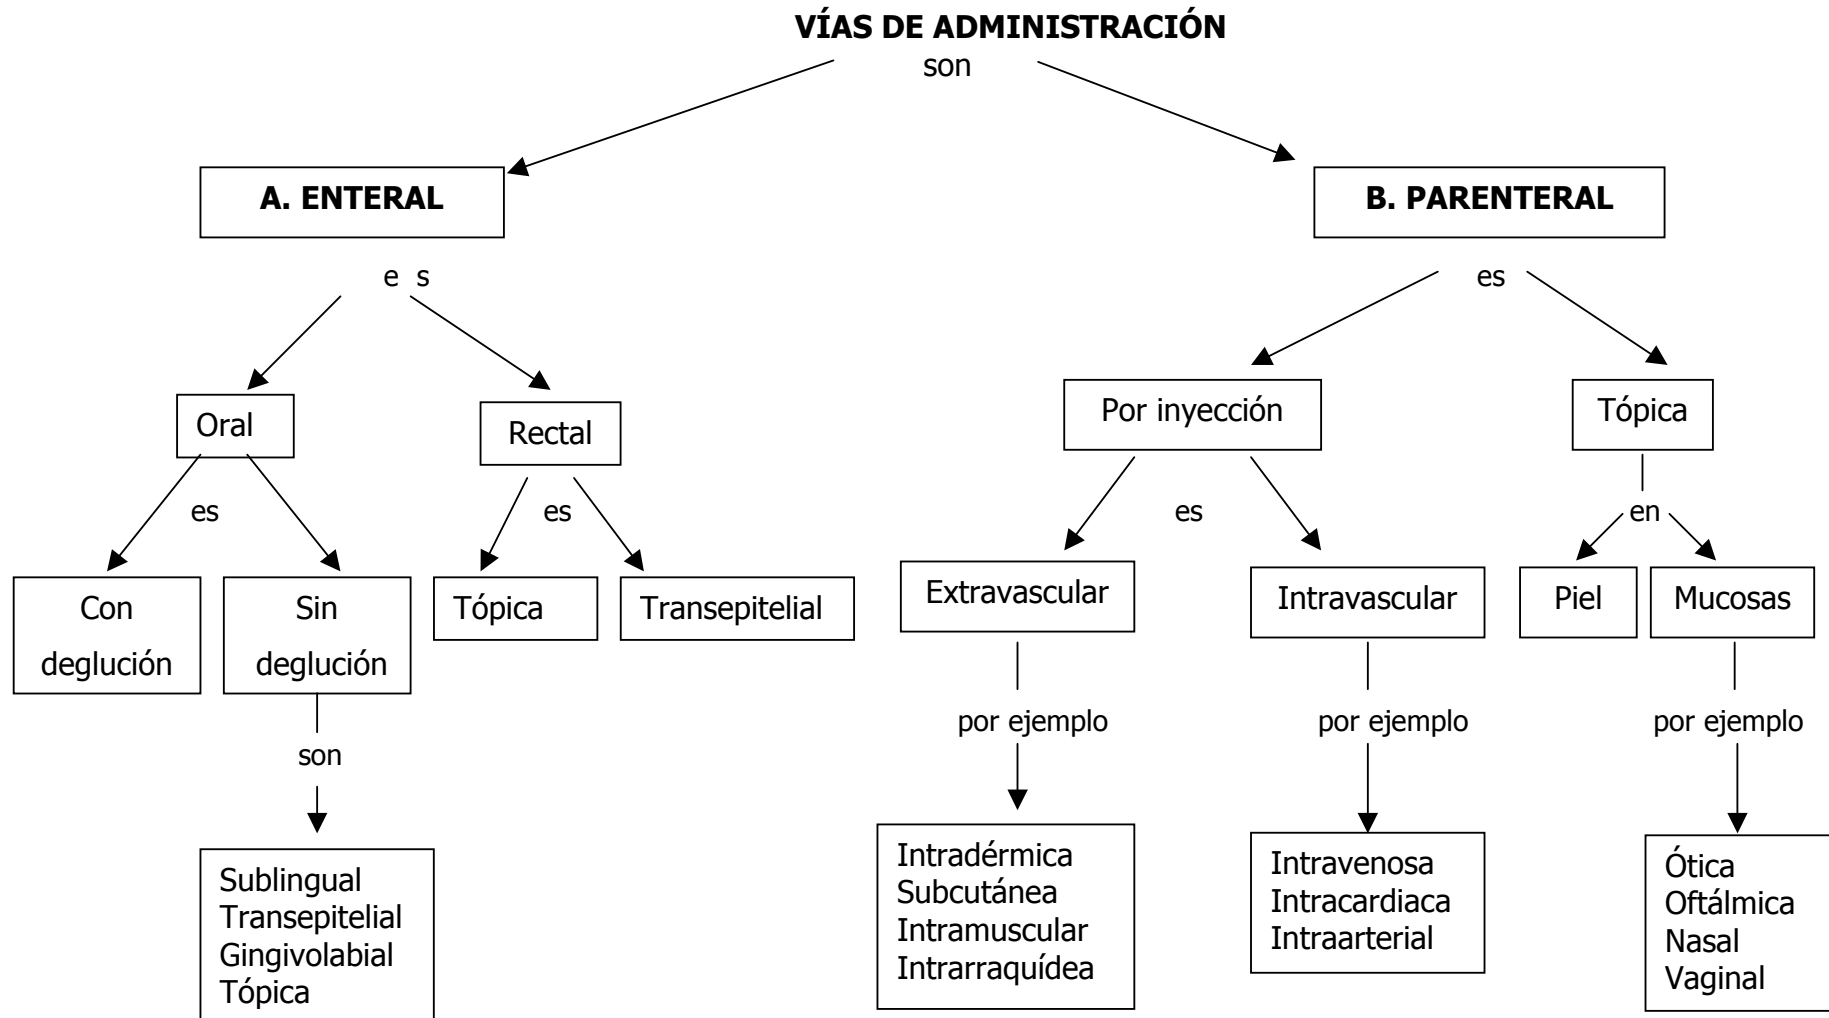 VÍAS DE ADMINISTRACIÓN
son
A. ENTERAL
B. PARENTERAL
e s
es
Oral
Rectal
Por inyección
Tópica
es
es
es
en
Con
deglución
Sin
deglución
Tópica
Transepitelial
Extravascular
Intravascular
Piel
Mucosas
son
por ejemplo
por ejemplo
por ejemplo
Sublingual
Transepitelial
Gingivolabial
Tópica
Intradérmica
Subcutánea
Intramuscular
Intrarraquídea
Intravenosa
Intracardiaca
Intraarterial
Ótica
Oftálmica
Nasal
Vaginal